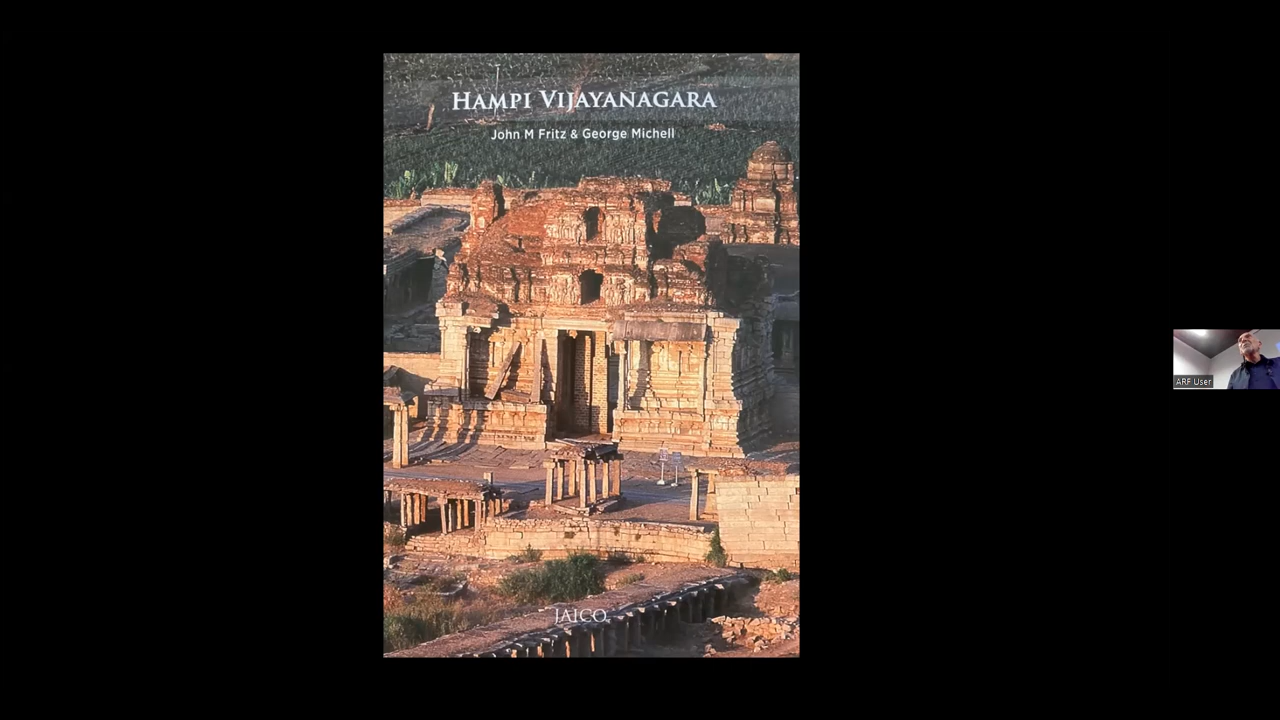 HAMPI VIJAYANAGARA
John M Fritz & George Michell
JAICO
ARF User